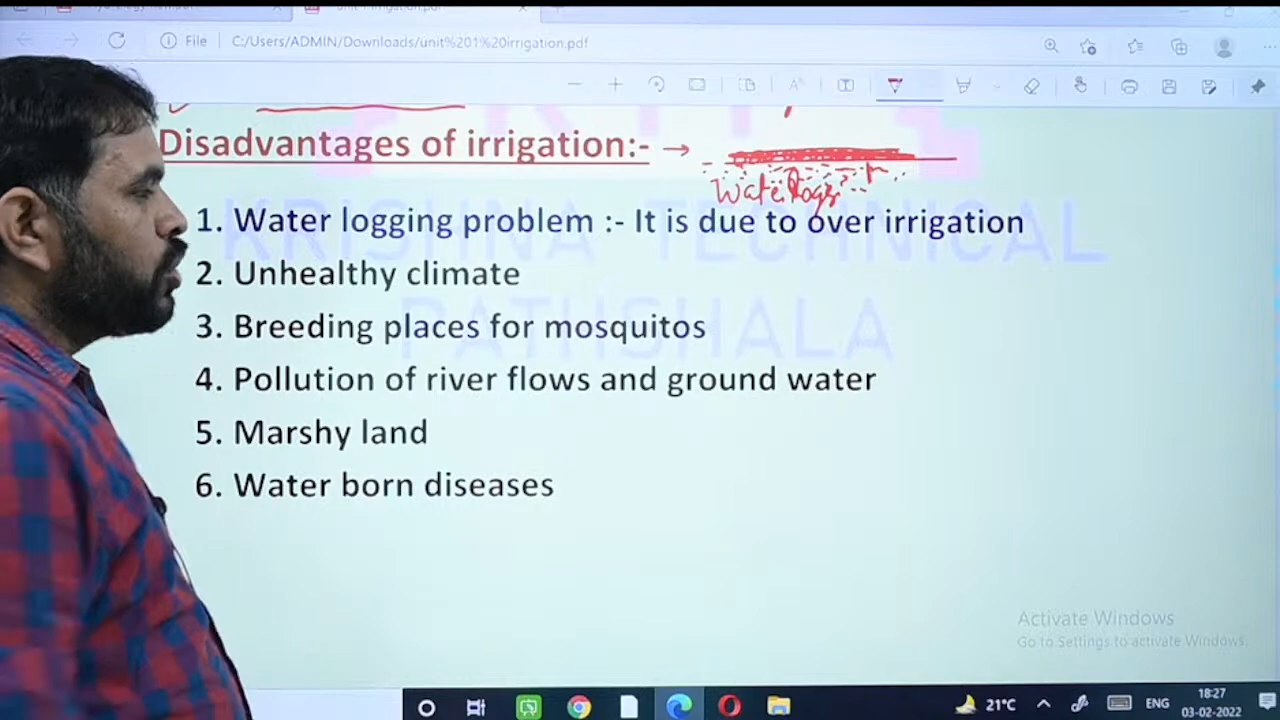 File C:/Users/ADMIN/Downloads/unit%201%20irrigation.pdf
Disadvantages of irrigation:- →
Water logg
1. Water logging problem :- It is due to over irrigation
2. Unhealthy climate
3. Breeding places for mosquitos
4. Pollution of river flows and ground water
5. Marshy land
6. Water born diseases
KRISHNA TECHNICAL
PATHSHALA
Activate Windows
Go to Settings to activate Windows.
21°C ENG 18:27
03-02-2022